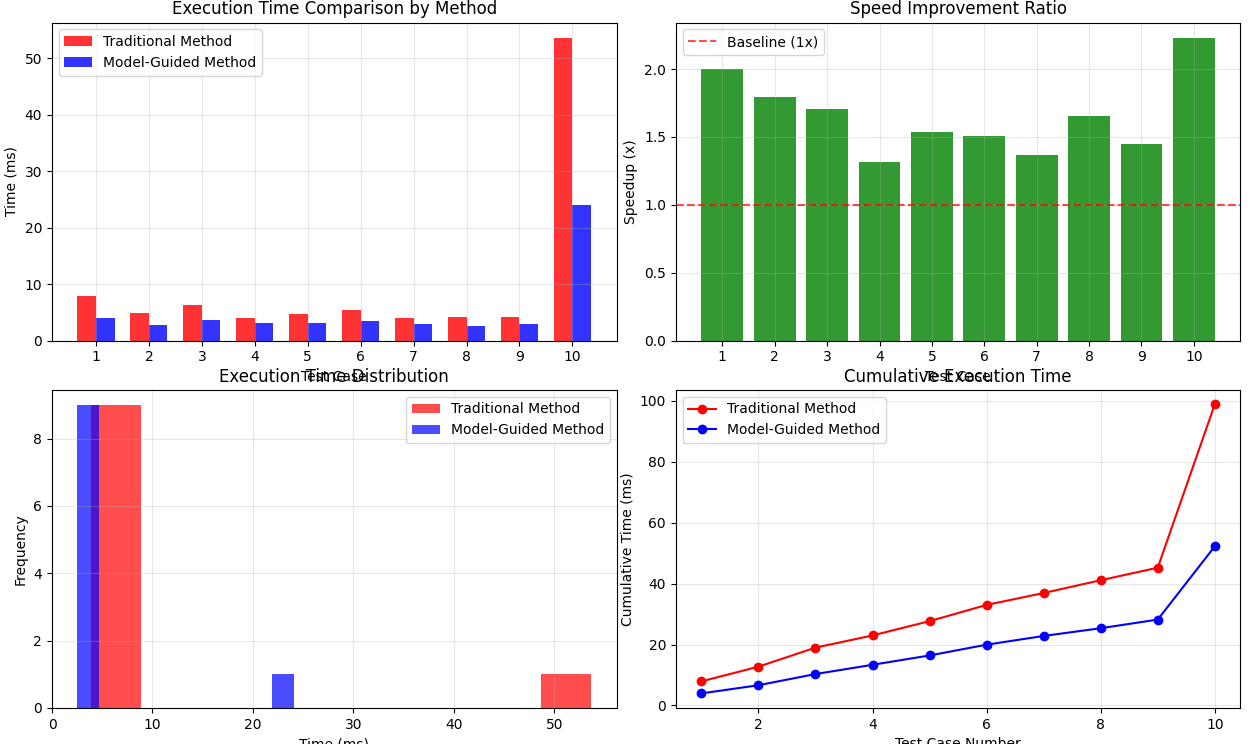 Execution Time Comparison by Method
Time (ms)
50
40
30
20
10
0
Traditional Method
Model-Guided Method
1 2 3 4 5 6 7 8 9 10
Test Case
Speed Improvement Ratio
Speedup (x)
2.0
1.5
1.0
0.5
0.0
Baseline (1x)
1 2 3 4 5 6 7 8 9 10
Test Case
Execution Time Distribution
Frequency
8
6
4
2
0
Traditional Method
Model-Guided Method
0 10 20 30 40 50
Time (ms)
Cumulative Execution Time
Cumulative Time (ms)
100
80
60
40
20
0
Traditional Method
Model-Guided Method
2 4 6 8 10
Test Case Number